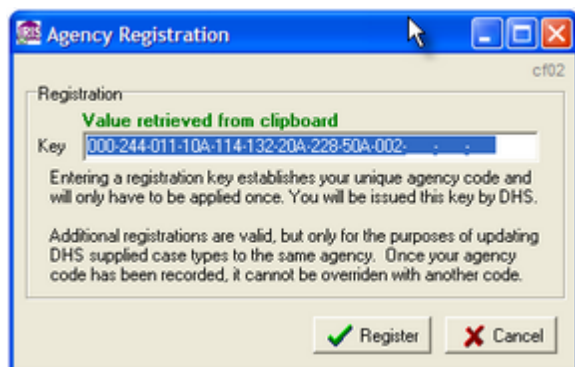 IRIS Agency Registration
cf02
Registration
Value retrieved from clipboard
Key 000-244-011-10A-114-132-20A-228-50A-002-   -   -
Entering a registration key establishes your unique agency code and
will only have to be applied once. You will be issued this key by DHS.
Additional registrations are valid, but only for the purposes of updating
DHS supplied case types to the same agency. Once your agency
code has been recorded, it cannot be overriden with another code.
Register Cancel